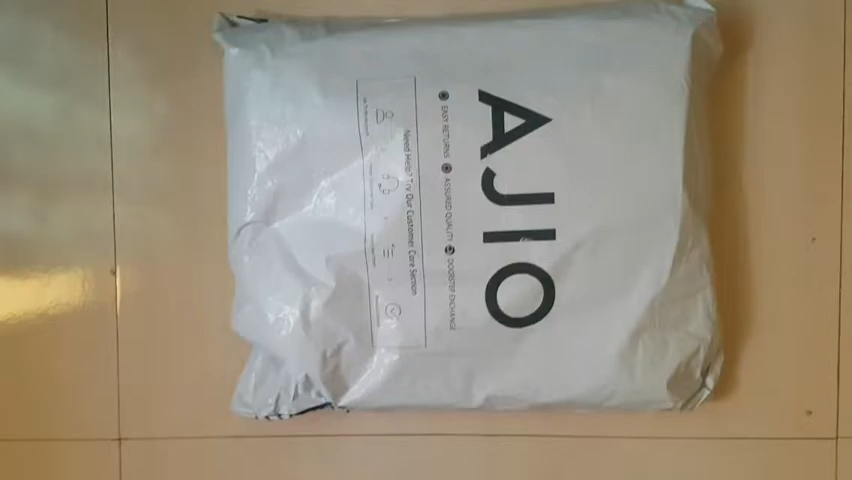 AJIO
EASY RETURNS ASSURED QUALITY DOORSTEP EXCHANGE
Need Help? Try Our Customer Care Section